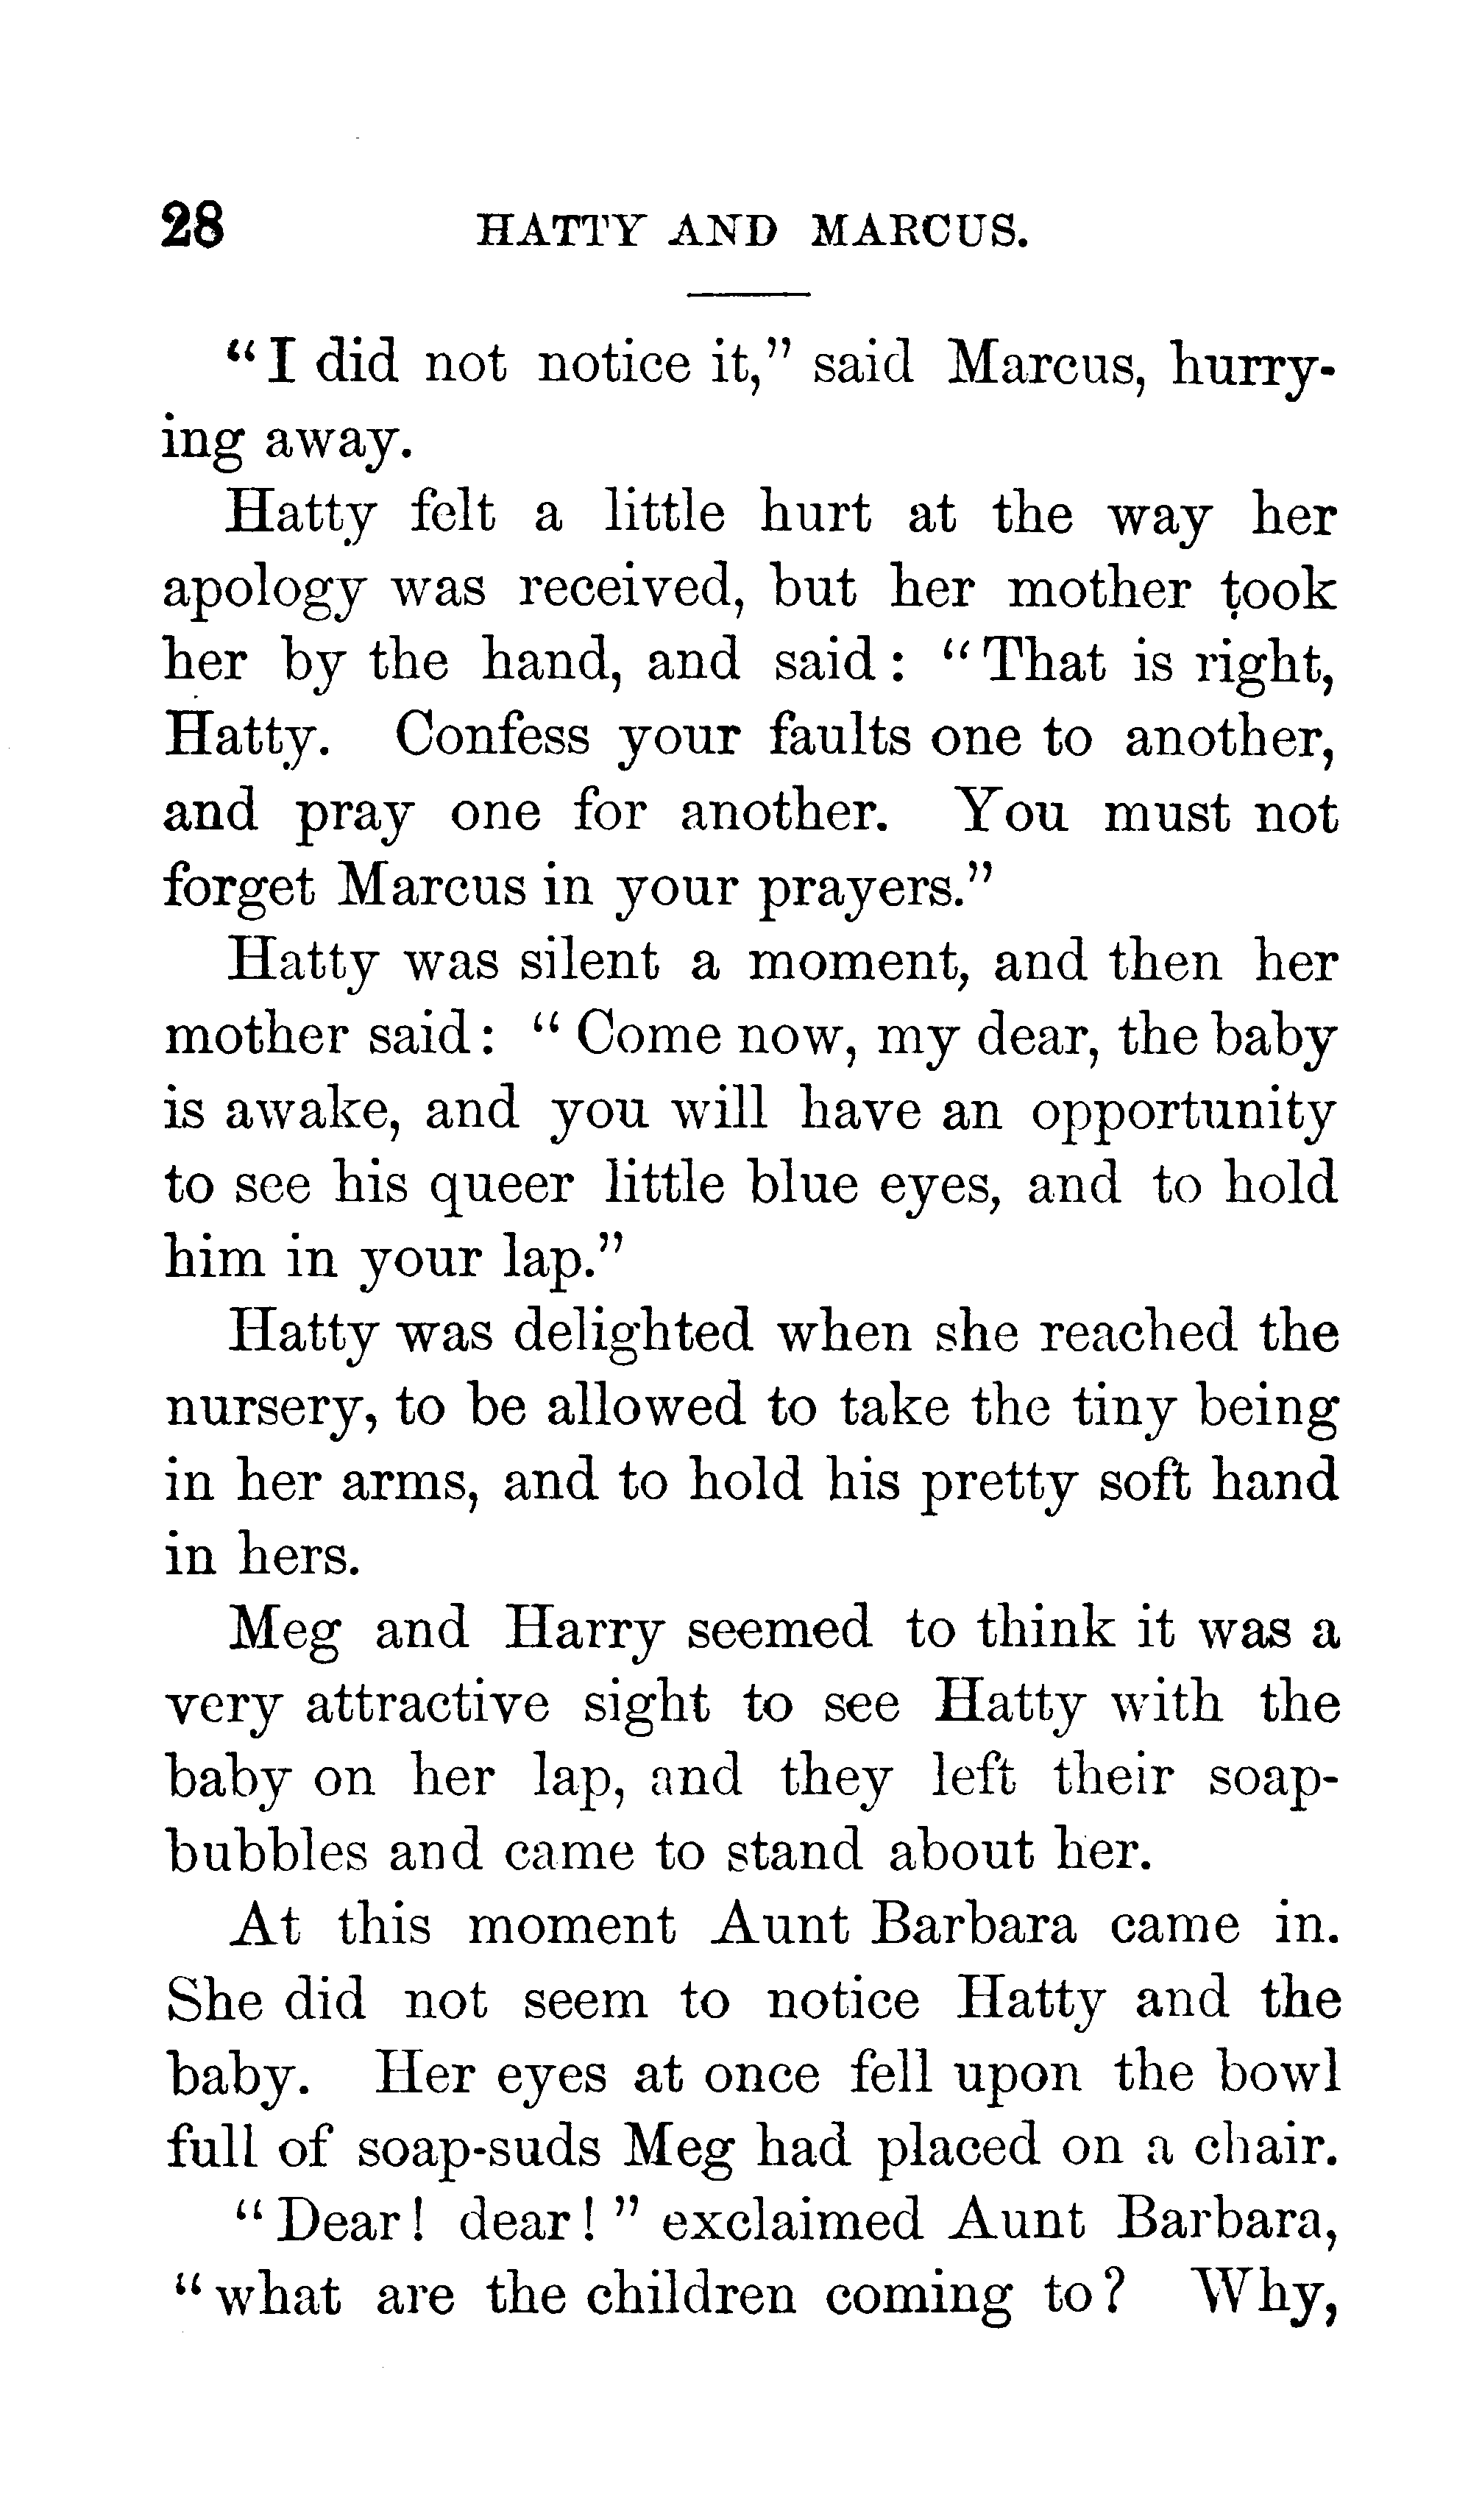 28 HATTY AND MARCUS.
"I did not notice it," said Marcus, hurry-
ing away.
Hatty felt a little hurt at the way her
apology was received, but her mother took
her by the hand, and said: "That is right,
Hatty. Confess your faults one to another,
and pray one for another. You must not
forget Marcus in your prayers."
Hatty was silent a moment, and then her
mother said: "Come now, my dear, the baby
is awake, and you will have an opportunity
to see his queer little blue eyes, and to hold
him in your lap."
Hatty was delighted when she reached the
nursery, to be allowed to take the tiny being
in her arms, and to hold his pretty soft hand
in hers.
Meg and Harry seemed to think it was a
very attractive sight to see Hatty with the
baby on her lap, and they left their soap-
bubbles and came to stand about her.
At this moment Aunt Barbara came in.
She did not seem to notice Hatty and the
baby. Her eyes at once fell upon the bowl
full of soap-suds Meg had placed on a chair.
"Dear! dear!" exclaimed Aunt Barbara,
"what are the children coming to? Why,